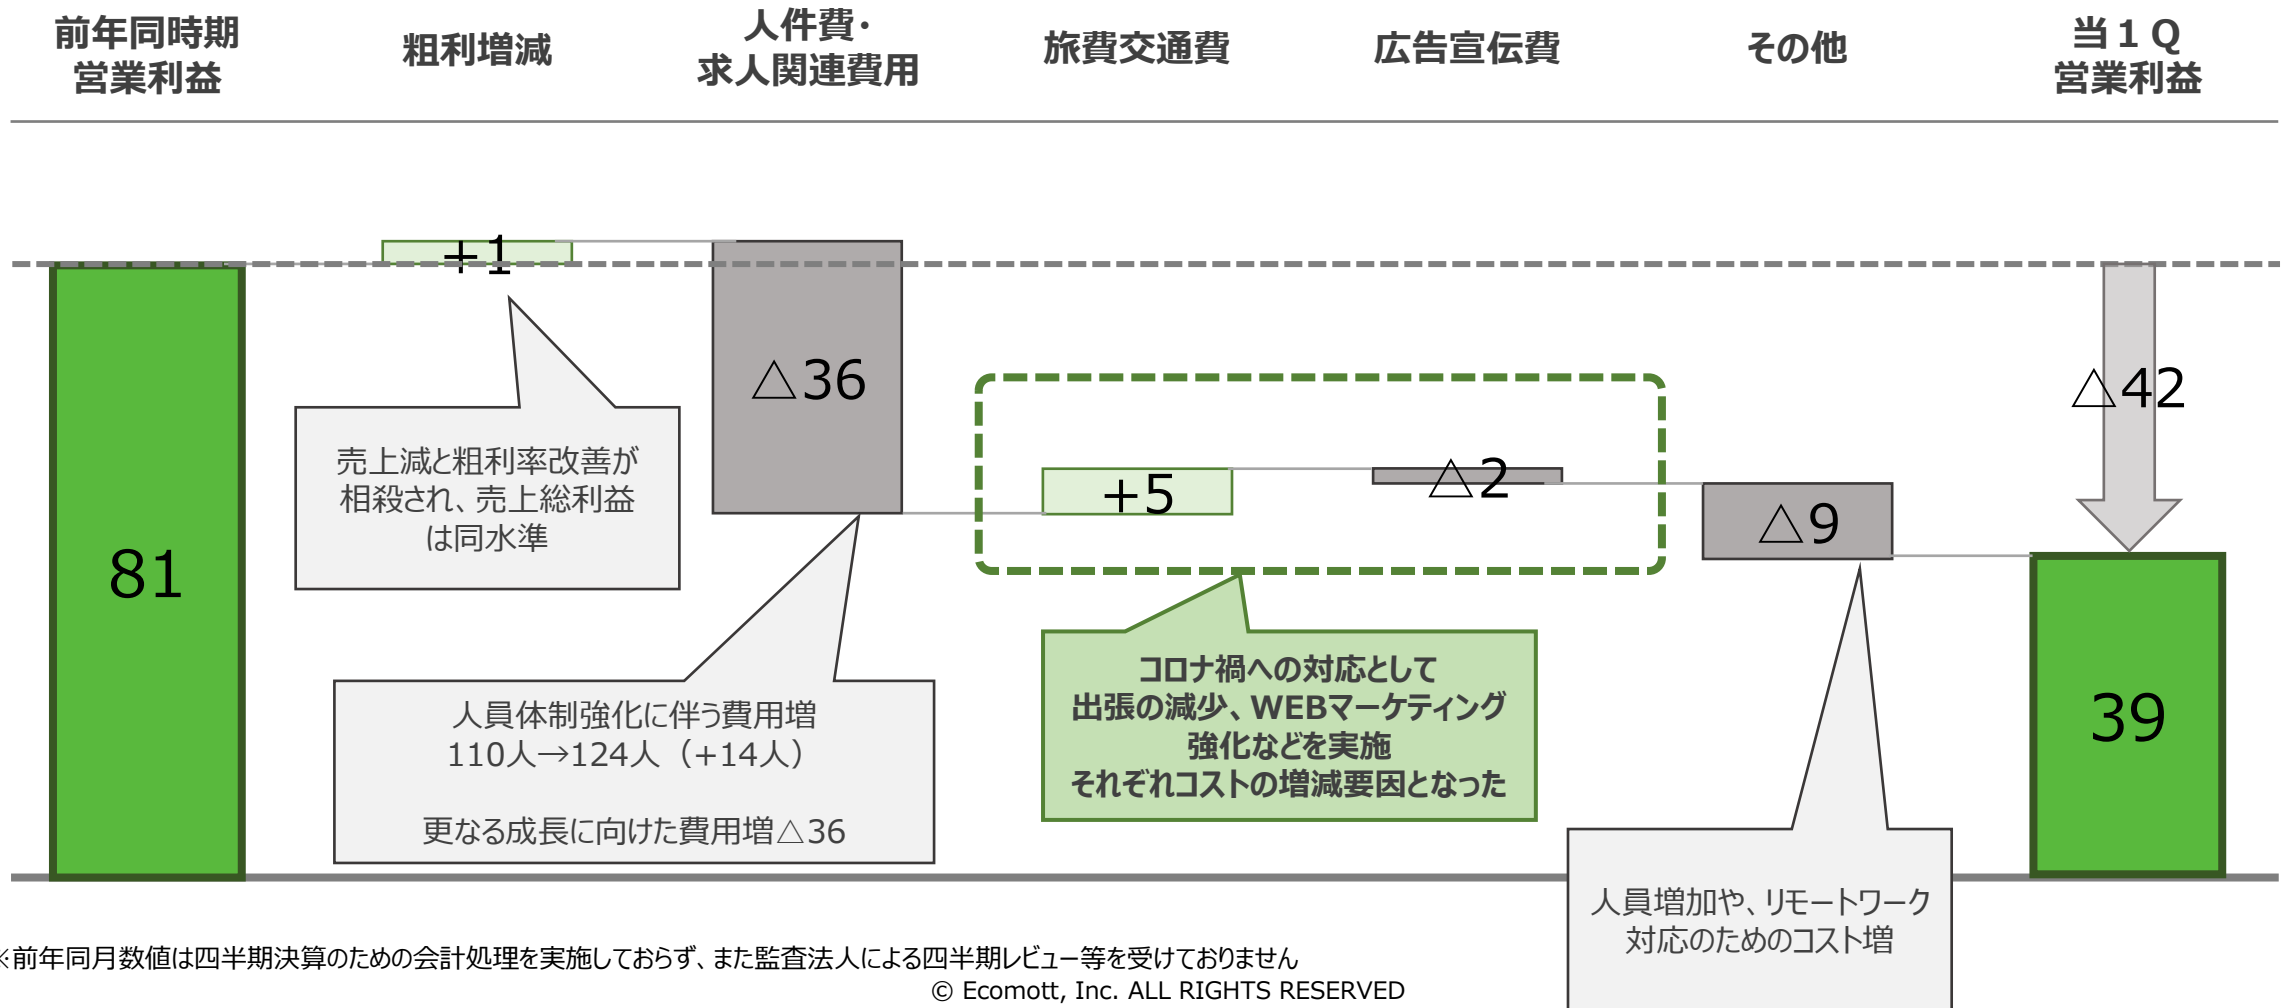 前年同時期
営業利益
粗利増減
人件費・
求人関連費用
旅費交通費
広告宣伝費
その他
当１Ｑ
営業利益
+1
△36
+5
△2
△9
△42
81
39
売上減と粗利率改善が
相殺され、売上総利益
は同水準
人員体制強化に伴う費用増
110人→124人（+14人）
更なる成長に向けた費用増△36
コロナ禍への対応として
出張の減少、WEBマーケティング
強化などを実施
それぞれコストの増減要因となった
人員増加や、リモートワーク
対応のためのコスト増
※前年同月数値は四半期決算のための会計処理を実施しておらず、また監査法人による四半期レビュー等を受けておりません
© Ecomott, Inc. ALL RIGHTS RESERVED